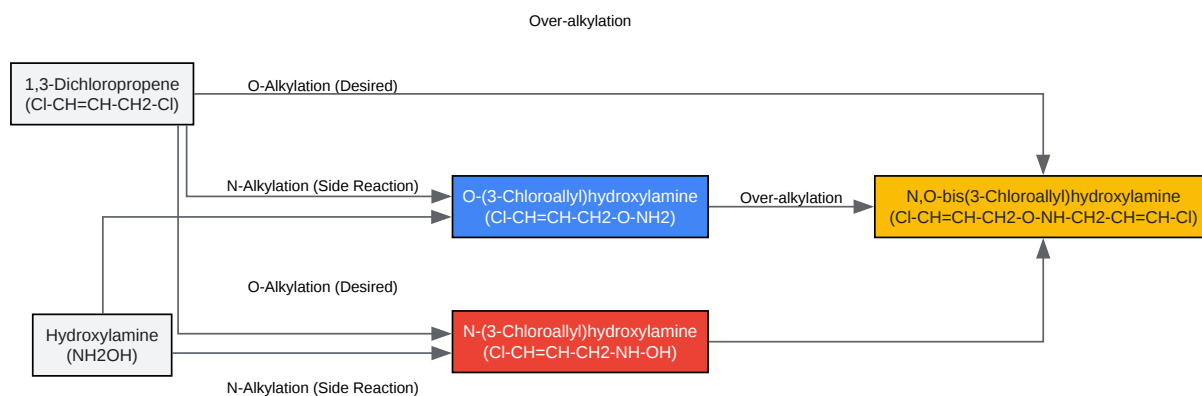 Over-alkylation
1,3-Dichloropropene
(Cl-CH=CH-CH2-Cl)
O-Alkylation (Desired)
N-Alkylation (Side Reaction)
O-(3-Chloroallyl)hydroxylamine
(Cl-CH=CH-CH2-O-NH2)
Over-alkylation
N,O-bis(3-Chloroallyl)hydroxylamine
(Cl-CH=CH-CH2-O-NH-CH2-CH=CH-Cl)
O-Alkylation (Desired)
Hydroxylamine
(NH2OH)
N-(3-Chloroallyl)hydroxylamine
(Cl-CH=CH-CH2-NH-OH)
N-Alkylation (Side Reaction)